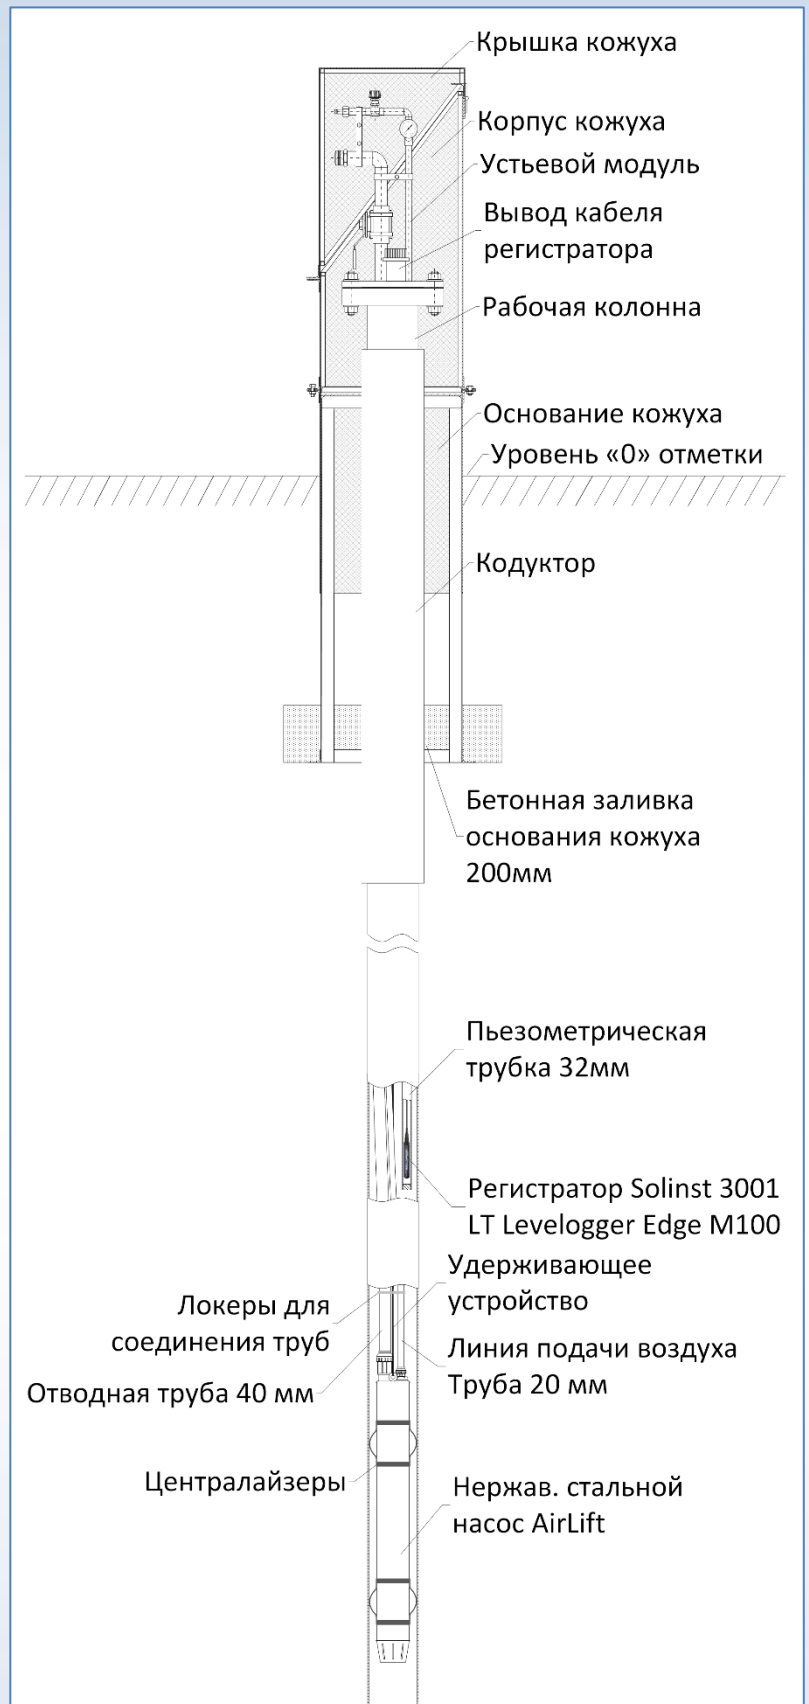 Крышка кожуха
Корпус кожуха
Устьевой модуль
Вывод кабеля
регистратора
Рабочая колонна
Основание кожуха
Уровень «0» отметки
Кодуктор
Бетонная заливка
основания кожуха
200мм
Пьезометрическая
трубка 32мм
Регистратор Solinst 3001
LT Levelogger Edge M100
Удерживающее
устройство
Локеры для
соединения труб
Линия подачи воздуха
Труба 20 мм
Отводная труба 40 мм
Централайзеры
Нержав. стальной
насос AirLift